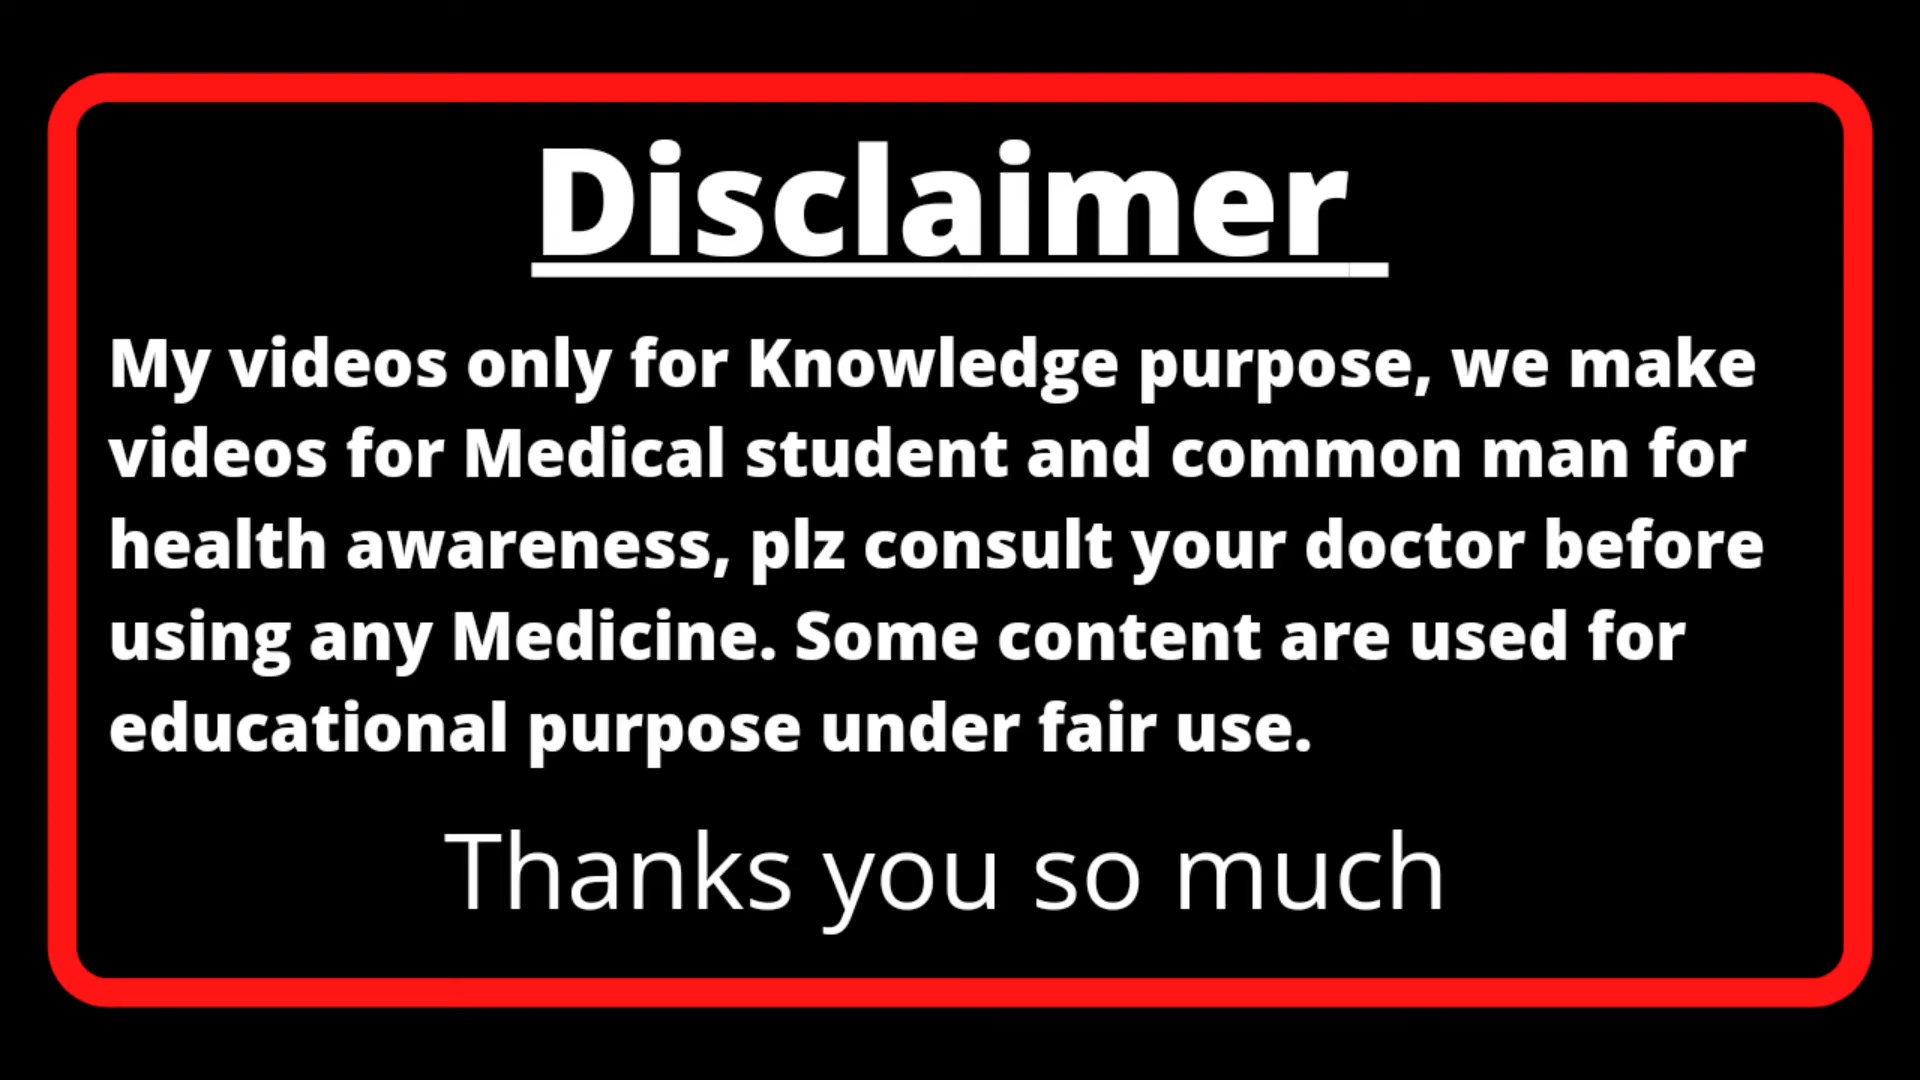 Disclaimer
My videos only for Knowledge purpose, we make
videos for Medical student and common man for
health awareness, plz consult your doctor before
using any Medicine. Some content are used for
educational purpose under fair use.
Thanks you so much